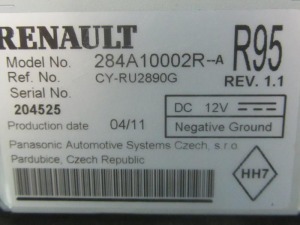 RENAULT
R95
Model No. 284A10002R--A
Ref. No. CY-RU2890G
REV. 1.1
Serial No.
204525
DC 12V
Production date 04/11
Negative Ground
Panasonic Automotive Systems Czech, s.r.o
Pardubice, Czech Republic
HH7